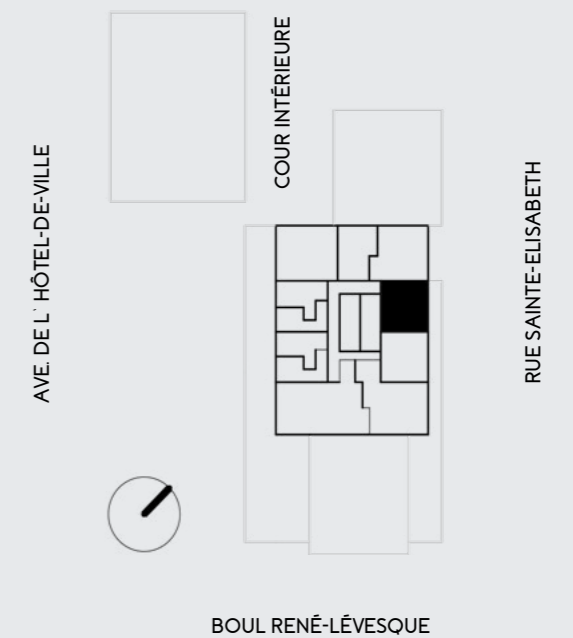 COUR INTÉRIEURE
AVE. DE L' HÔTEL-DE-VILLE
RUE SAINTE-ELISABETH
BOUL RENÉ-LÉVESQUE